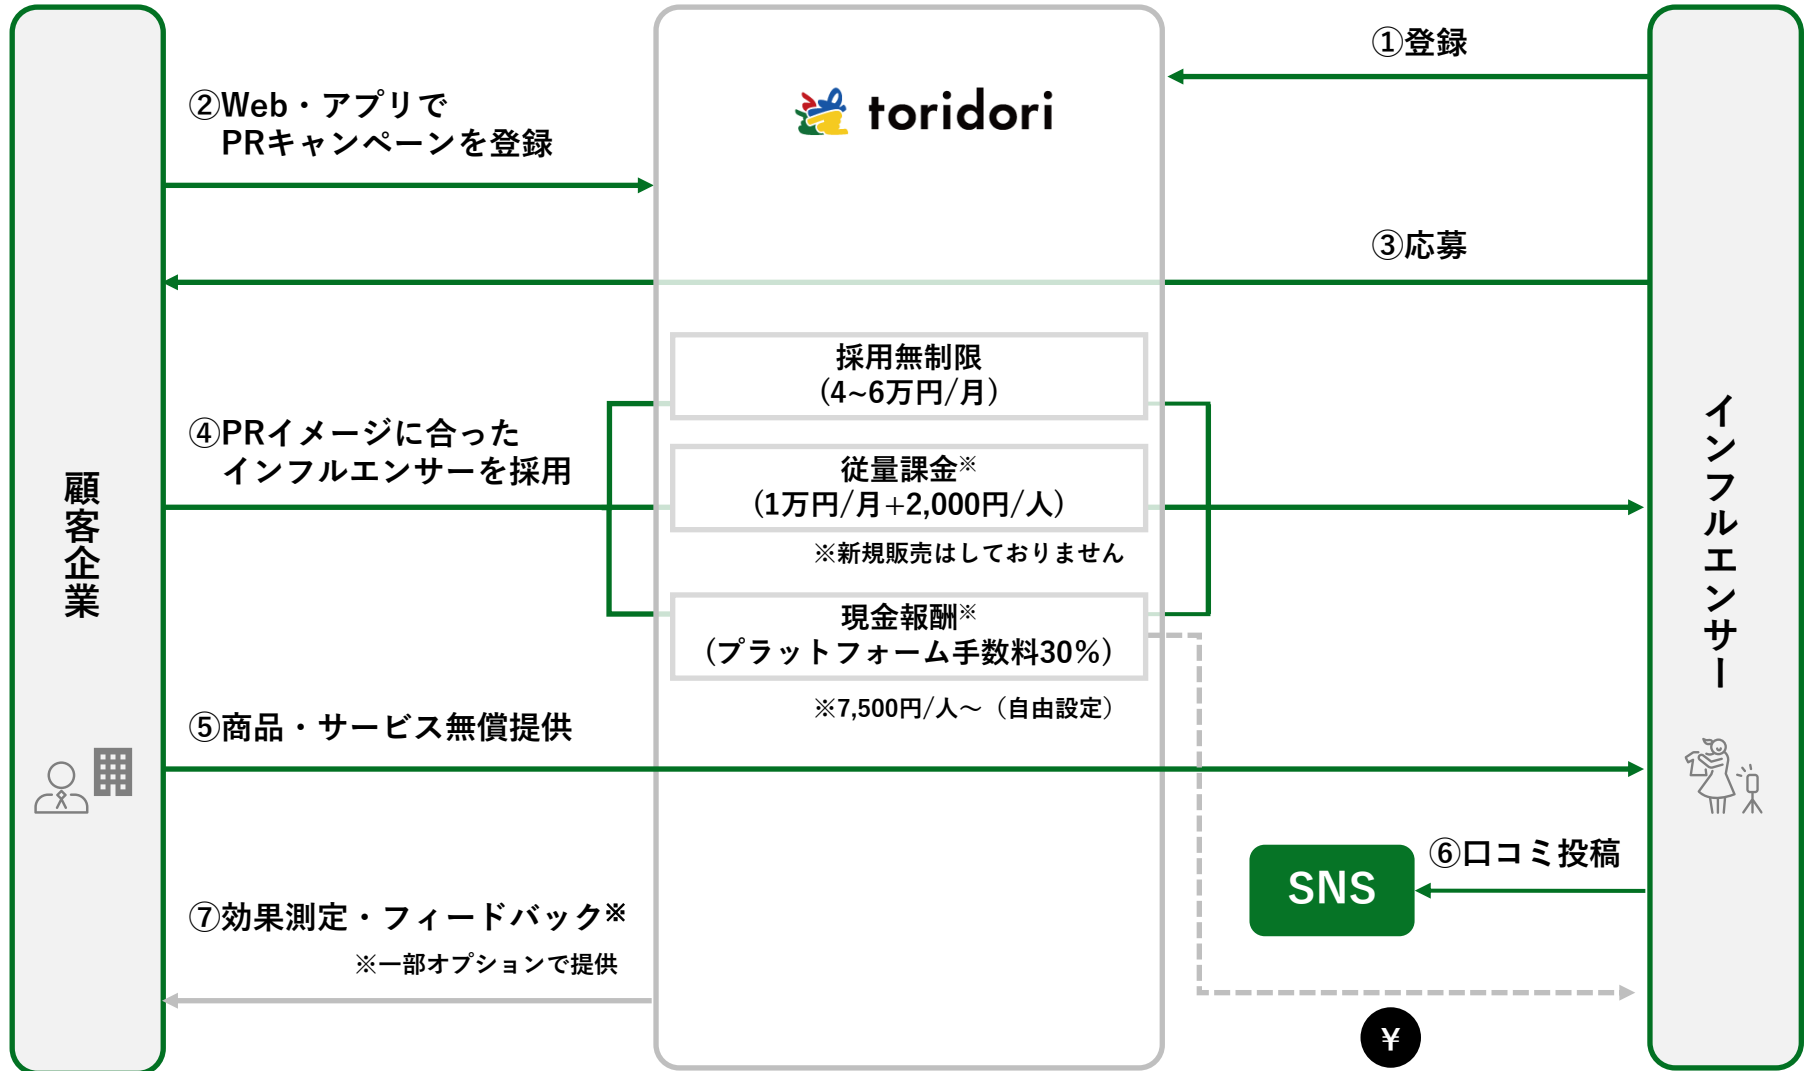 ①登録
②Web・アプリで
PRキャンペーンを登録
toridori
③応募
採用無制限
(4~6万円/月)
④PRイメージに合った
インフルエンサーを採用
従量課金※
(1万円/月+2,000円/人)
※新規販売はしておりません
現金報酬※
(プラットフォーム手数料30%)
※7,500円/人～（自由設定）
顧客企業
インフルエンサー
⑤商品・サービス無償提供
⑥口コミ投稿
SNS
⑦効果測定・フィードバック※
※一部オプションで提供
¥